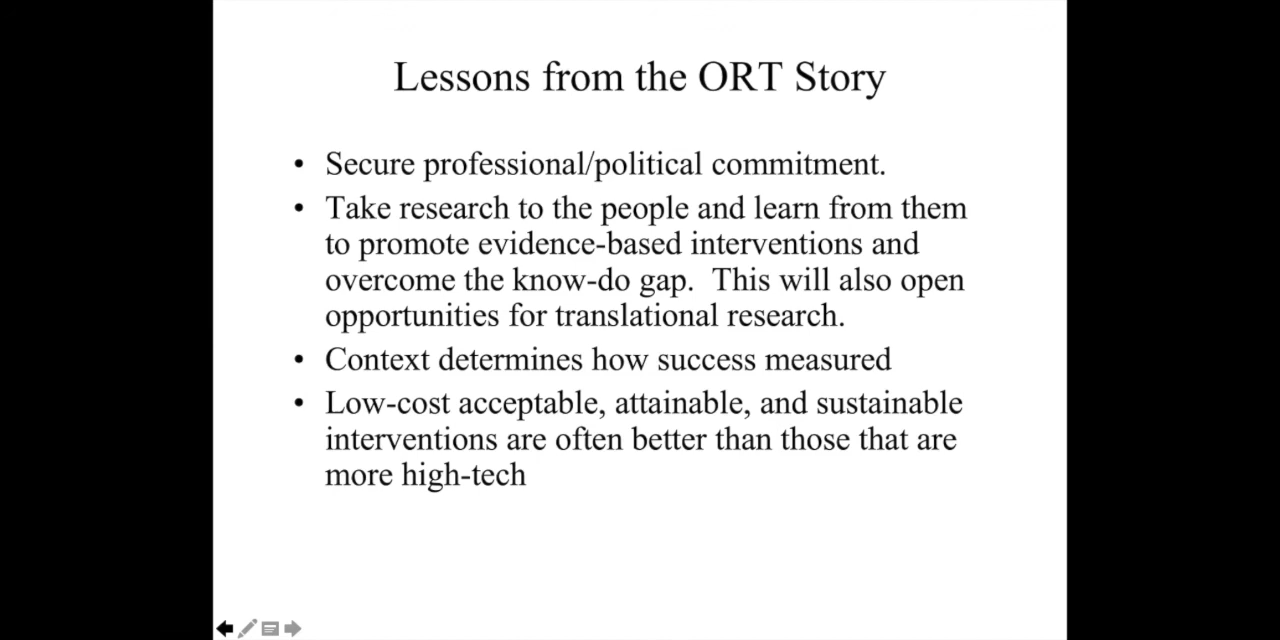 Lessons from the ORT Story
• Secure professional/political commitment.
• Take research to the people and learn from them
to promote evidence-based interventions and
overcome the know-do gap.  This will also open
opportunities for translational research.
• Context determines how success measured
• Low-cost acceptable, attainable, and sustainable
interventions are often better than those that are
more high-tech